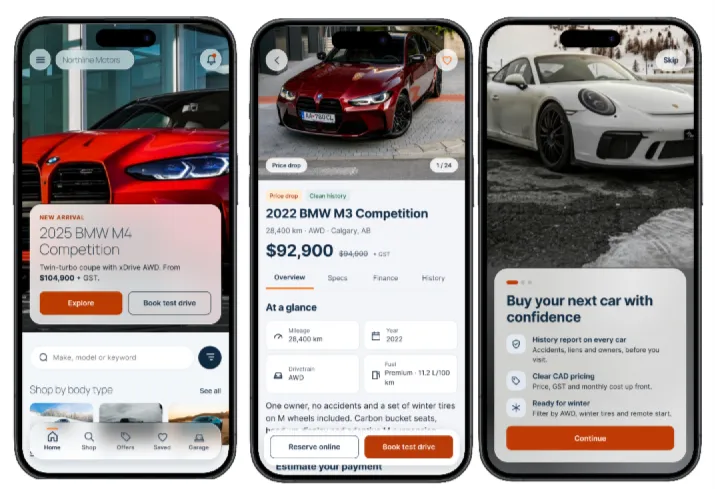 Northline Motors
NEW ARRIVAL
2025 BMW M4
Competition
Twin-turbo coupe with xDrive AWD. From
$104,900 + GST.
Explore
Book test drive
Make, model or keyword
Shop by body type
See all
Home
Shop
Offers
Saved
Garage
Price drop
1 / 24
Price drop
Clean history
2022 BMW M3 Competition
28,400 km · AWD · Calgary, AB
$92,900 $94,900 + GST
Overview
Specs
Finance
History
At a glance
Mileage
28,400 km
Year
2022
Drivetrain
AWD
Fuel
Premium · 11.2 L/100
km
One owner, no accidents and a set of winter tires
on M wheels included. Carbon bucket seats,
Reserve online
Book test drive
Estimate your payment
Skip
Buy your next car with
confidence
History report on every car
Accidents, liens and owners, before you
visit.
Clear CAD pricing
Price, GST and monthly cost up front.
Ready for winter
Filter by AWD, winter tires and remote start.
Continue